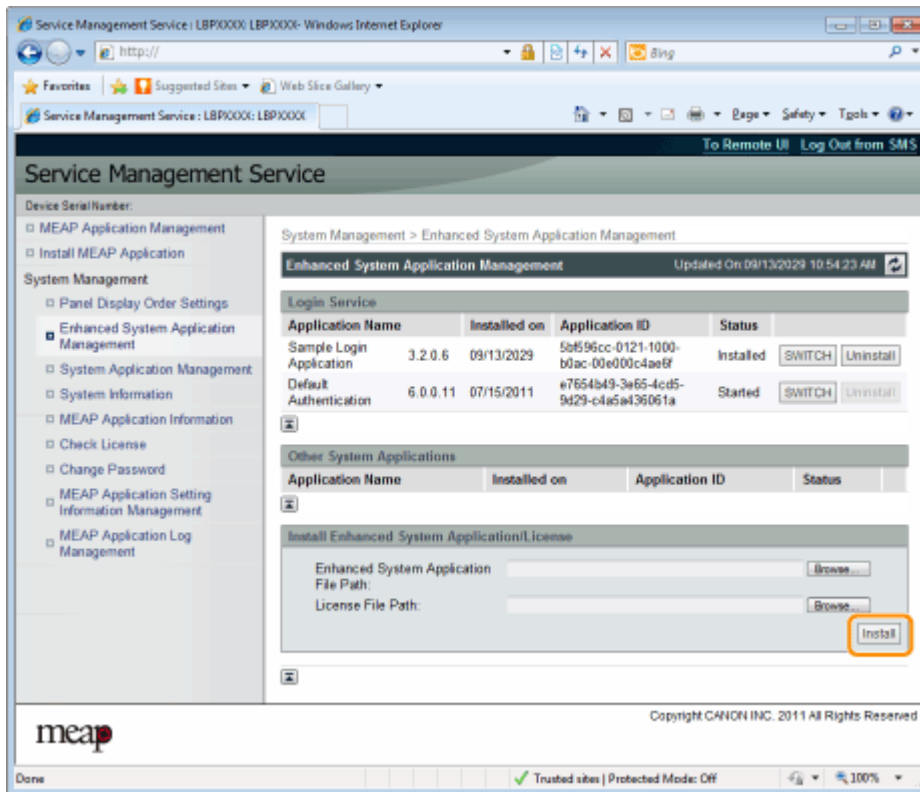 Service Management Service : LBPXXXX: LBPXXXX- Windows Internet Explorer
http://
Bing
Favorites
Suggested Sites
Web Slice Gallery
Service Management Service : LBPXXXX: LBPXXXX
Page
Safety
Tools
To Remote UI Log Out from SMS
Service Management Service
Device Serial Number:
MEAP Application Management
Install MEAP Application
System Management
Panel Display Order Settings
Enhanced System Application
Management
System Application Management
System Information
MEAP Application Information
Check License
Change Password
MEAP Application Setting
Information Management
MEAP Application Log
Management
System Management > Enhanced System Application Management
Enhanced System Application Management Updated On:09/13/2029 10:54:23 AM
Login Service
Application Name Installed on Application ID Status
Sample Login
Application 3.2.0.6 09/13/2029 5bf596cc-0121-1000-
b0ac-00e000c4ae6f Installed SWITCH Uninstall
Default
Authentication 6.0.0.11 07/15/2011 e7654b49-3e65-4cd5-
9d29-c4a5a436061a Started SWITCH Uninstall
Other System Applications
Application Name Installed on Application ID Status
Install Enhanced System Application/License
Enhanced System Application
File Path: Browse...
License File Path: Browse...
Install
Copyright CANON INC. 2011 All Rights Reserved
meap
Done
Trusted sites | Protected Mode: Off
100%